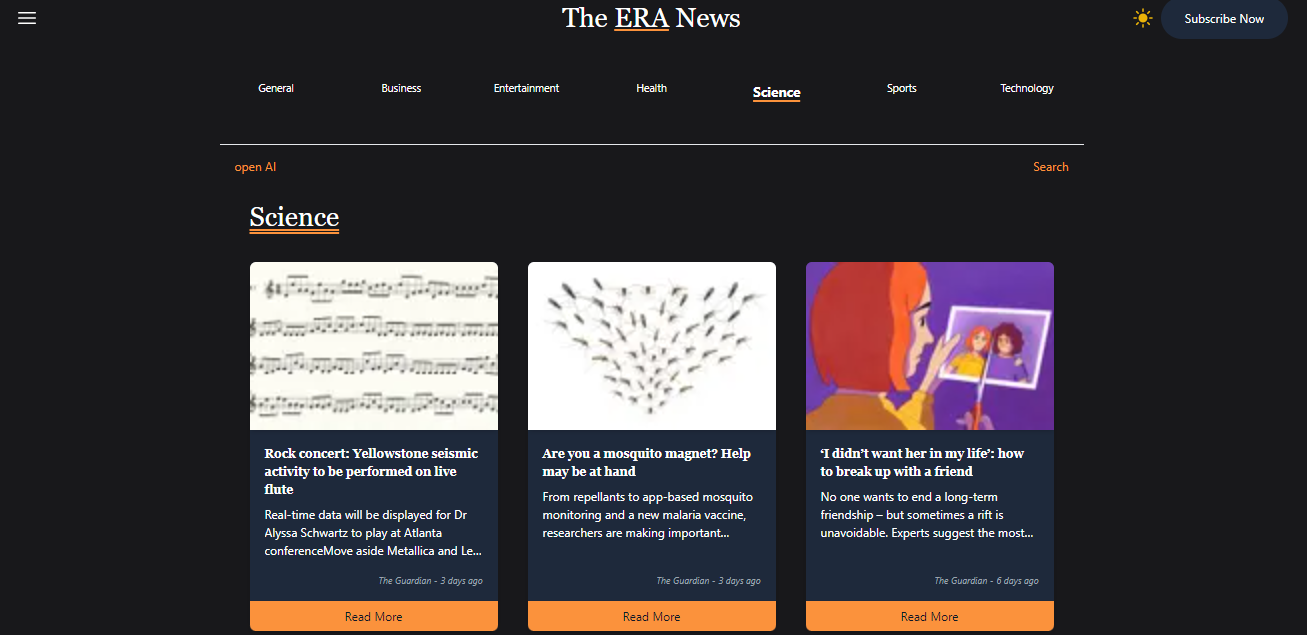 The ERA News
Subscribe Now
General
Business
Entertainment
Health
Science
Sports
Technology
open AI
Search
Science
Rock concert: Yellowstone seismic
activity to be performed on live
flute
Real-time data will be displayed for Dr
Alyssa Schwartz to play at Atlanta
conferenceMove aside Metallica and Le...
The Guardian - 3 days ago
Read More
Are you a mosquito magnet? Help
may be at hand
From repellants to app-based mosquito
monitoring and a new malaria vaccine,
researchers are making important...
The Guardian - 3 days ago
Read More
‘I didn’t want her in my life’: how
to break up with a friend
No one wants to end a long-term
friendship – but sometimes a rift is
unavoidable. Experts suggest the most...
The Guardian - 6 days ago
Read More